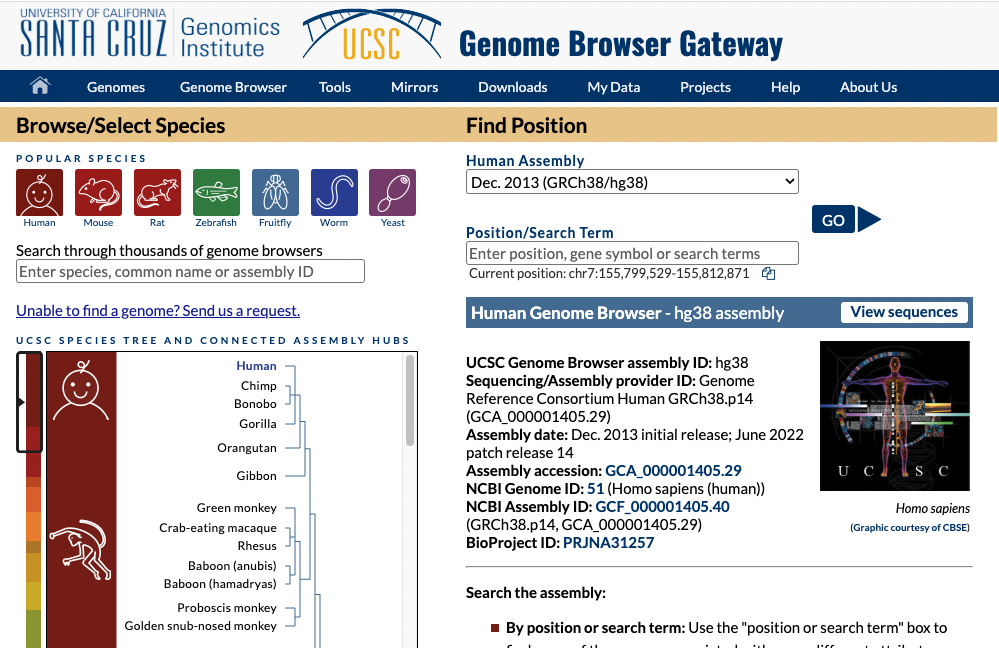 UNIVERSITY OF CALIFORNIA
SANTA CRUZ
Genomics
Institute
UCSC
Genome Browser Gateway
Genomes Genome Browser Tools Mirrors Downloads My Data Projects Help About Us
Browse/Select Species
POPULAR SPECIES
Human Mouse Rat Zebrafish Fruitfly Worm Yeast
Search through thousands of genome browsers
Enter species, common name or assembly ID
Unable to find a genome? Send us a request.
UCSC SPECIES TREE AND CONNECTED ASSEMBLY HUBS
Human
Chimp
Bonobo
Gorilla
Orangutan
Gibbon
Green monkey
Crab-eating macaque
Rhesus
Baboon (anubis)
Baboon (hamadryas)
Proboscis monkey
Golden snub-nosed monkey
Find Position
Human Assembly
Dec. 2013 (GRCh38/hg38)
GO
Position/Search Term
Enter position, gene symbol or search terms
Current position: chr7:155,799,529-155,812,871
Human Genome Browser - hg38 assembly
View sequences
UCSC Genome Browser assembly ID: hg38
Sequencing/Assembly provider ID: Genome
Reference Consortium Human GRCh38.p14
(GCA_000001405.29)
Assembly date: Dec. 2013 initial release; June 2022
patch release 14
Assembly accession: GCA_000001405.29
NCBI Genome ID: 51 (Homo sapiens (human))
NCBI Assembly ID: GCF_000001405.40
(GRCh38.p14, GCA_000001405.29)
BioProject ID: PRJNA31257
U C S C
Homo sapiens
(Graphic courtesy of CBSE)
Search the assembly:
By position or search term: Use the "position or search term" box to